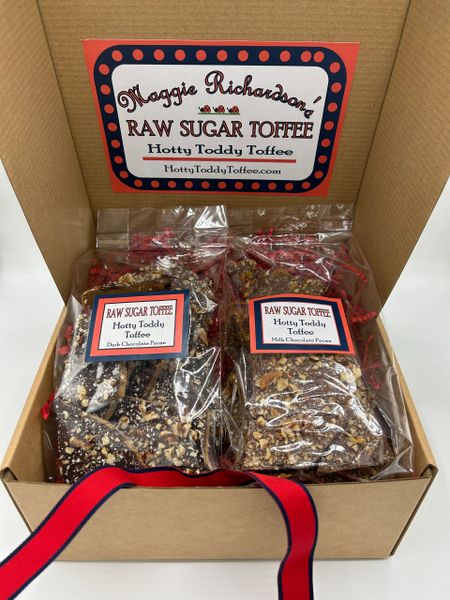 Maggie Richardson's
RAW SUGAR TOFFEE
Hotty Toddy Toffee
HottyToddyToffee.com
RAW SUGAR TOFFEE
Hotty Toddy
Toffee
Dark Chocolate Pecan
RAW SUGAR TOFFEE
Hotty Toddy
Toffee
Milk Chocolate Pecan